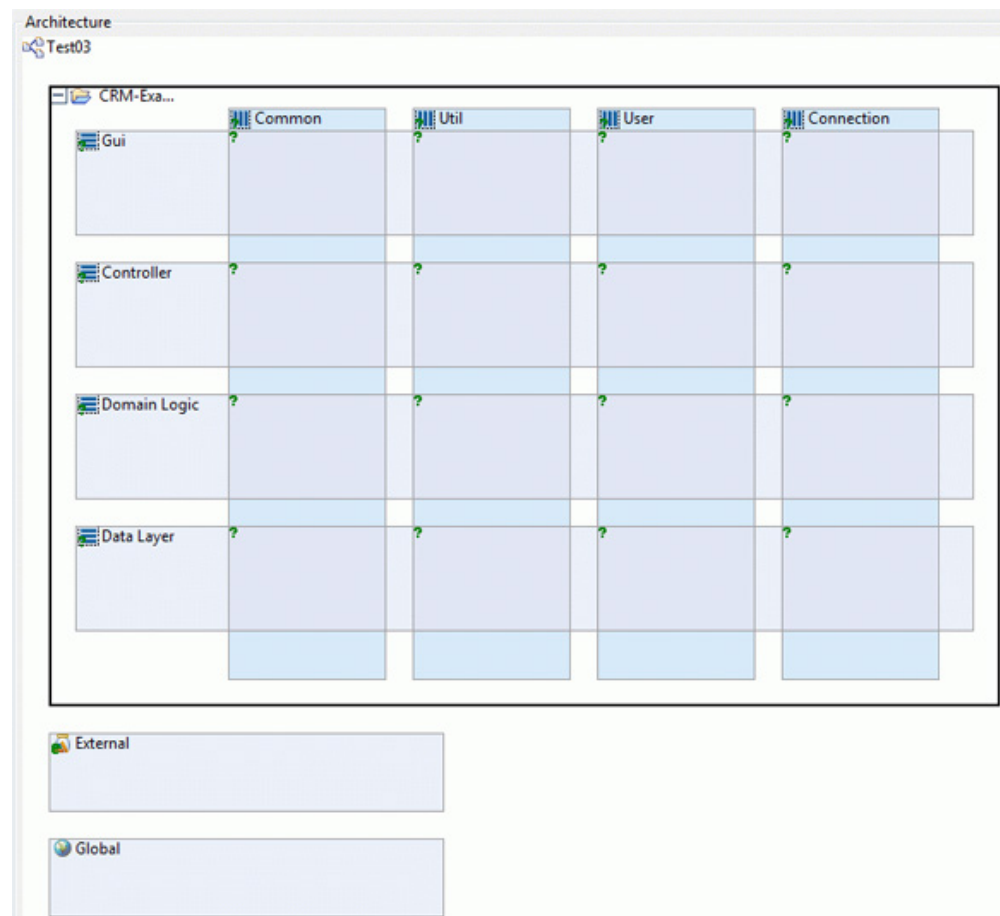 Architecture
Test03
CRM-Exa...
Common Util User Connection
Gui ? ? ? ?
Controller ? ? ? ?
Domain Logic ? ? ? ?
Data Layer ? ? ? ?
External
Global